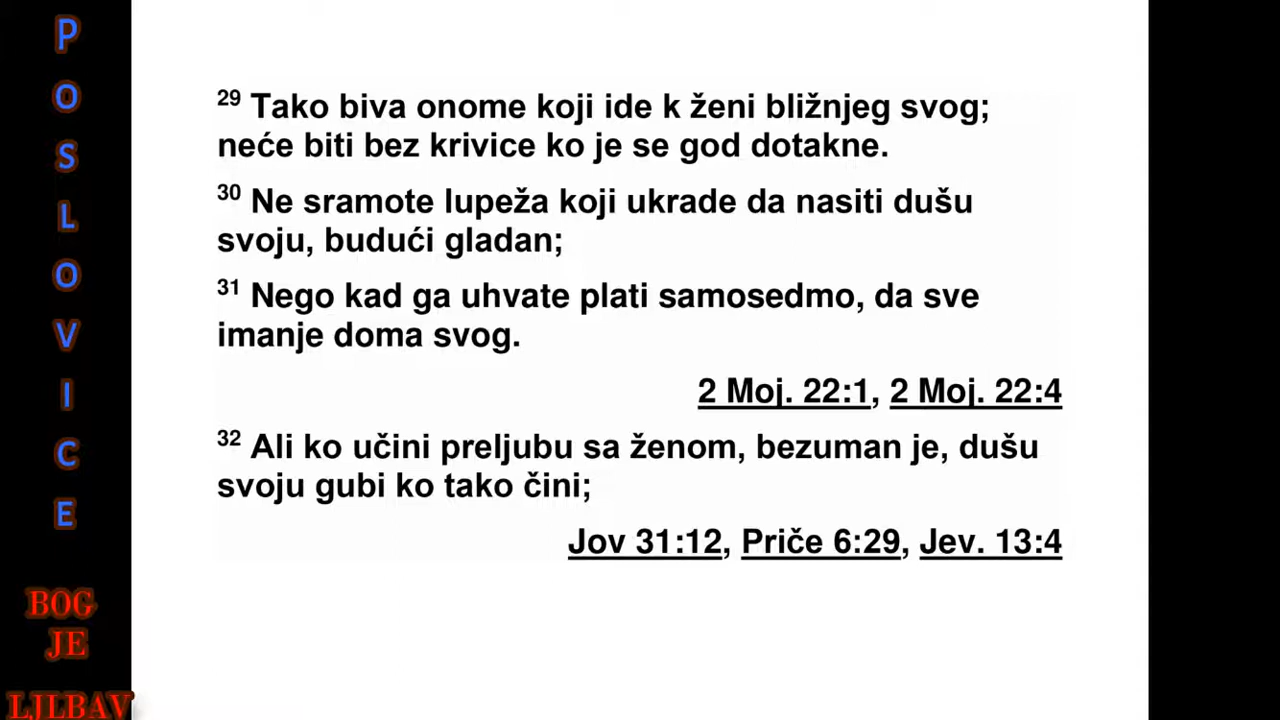 P
O
S
L
O
V
I
C
E
BOG
JE
LJLBAV
29 Tako biva onome koji ide k ženi bližnjeg svog;
neće biti bez krivice ko je se god dotakne.
30 Ne sramote lupeža koji ukrade da nasiti dušu
svoju, budući gladan;
31 Nego kad ga uhvate plati samosedmo, da sve
imanje doma svog.
2 Moj. 22:1, 2 Moj. 22:4
32 Ali ko učini preljubu sa ženom, bezuman je, dušu
svoju gubi ko tako čini;
Jov 31:12, Priče 6:29, Jev. 13:4